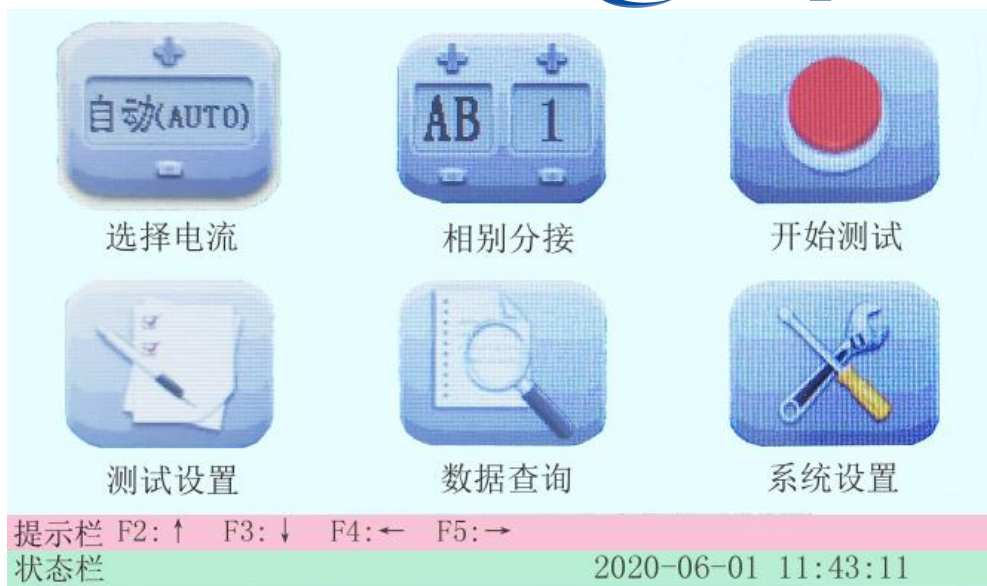 自动(AUTO)
AB 1
选择电流 相别分接 开始测试
测试设置 数据查询 系统设置
提示栏 F2:↑ F3:↓ F4:← F5:→
状态栏 2020-06-01 11:43:11